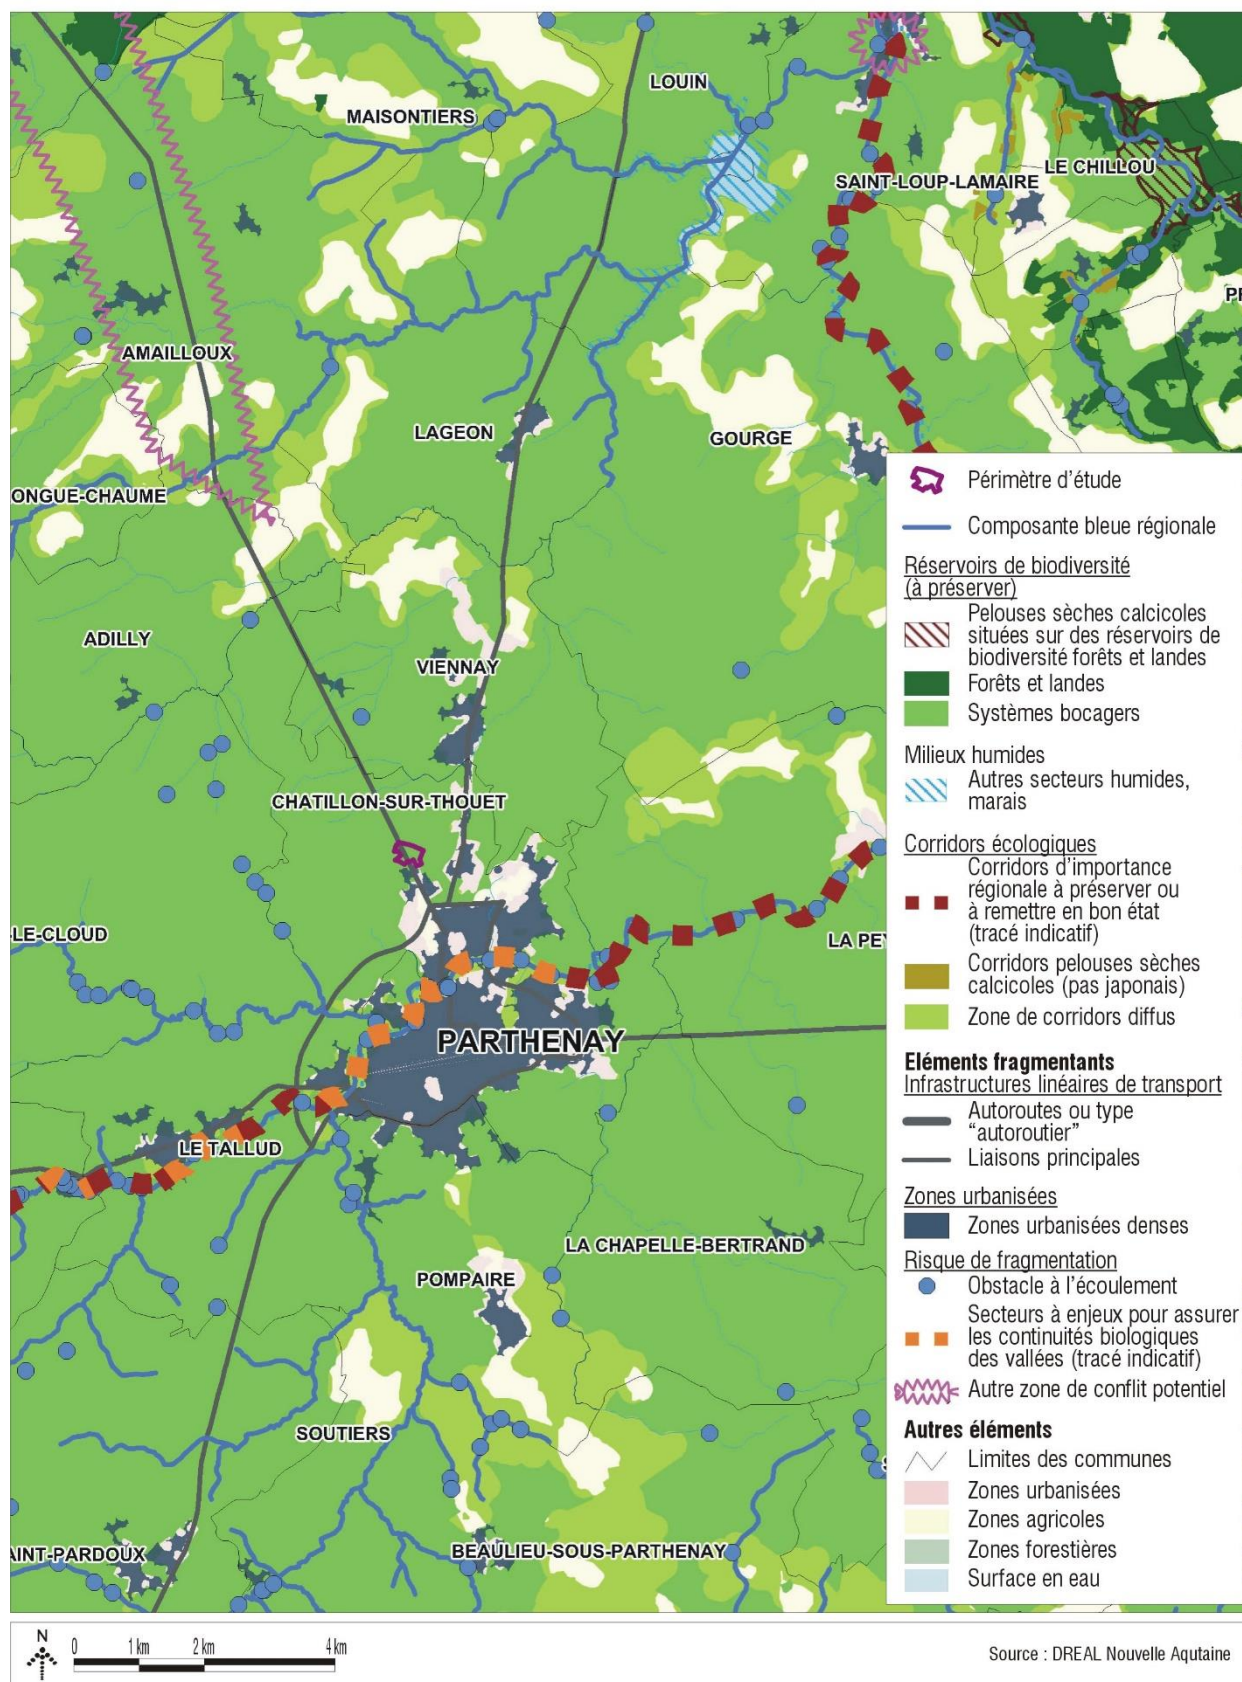 LOUIN
MAISONTIERS
LE CHILLOU
SAINT-LOUP-LAMAIRE
PR
AMAILLOUX
LAGEON
GOURGE
ONGUE-CHAUME
ADILLY
VIENNAY
CHATILLON-SUR-THOUET
-LE-CLOUD
LA PEY
PARTHENAY
LE TALLUD
LA CHAPELLE-BERTRAND
POMPAIRE
SOUTIERS
S
AINT-PARDOUX
BEAULIEU-SOUS-PARTHENAY
Périmètre d'étude
Composante bleue régionale
Réservoirs de biodiversité
(à préserver)
Pelouses sèches calcicoles
situées sur des réservoirs de
biodiversité forêts et landes
Forêts et landes
Systèmes bocagers
Milieux humides
Autres secteurs humides,
marais
Corridors écologiques
Corridors d'importance
régionale à préserver ou
à remettre en bon état
(tracé indicatif)
Corridors pelouses sèches
calcicoles (pas japonais)
Zone de corridors diffus
Eléments fragmentants
Infrastructures linéaires de transport
Autoroutes ou type
"autoroutier"
Liaisons principales
Zones urbanisées
Zones urbanisées denses
Risque de fragmentation
Obstacle à l'écoulement
Secteurs à enjeux pour assurer
les continuités biologiques
des vallées (tracé indicatif)
Autre zone de conflit potentiel
Autres éléments
Limites des communes
Zones urbanisées
Zones agricoles
Zones forestières
Surface en eau
N
0 1 km 2 km 4 km
Source : DREAL Nouvelle Aqutaine